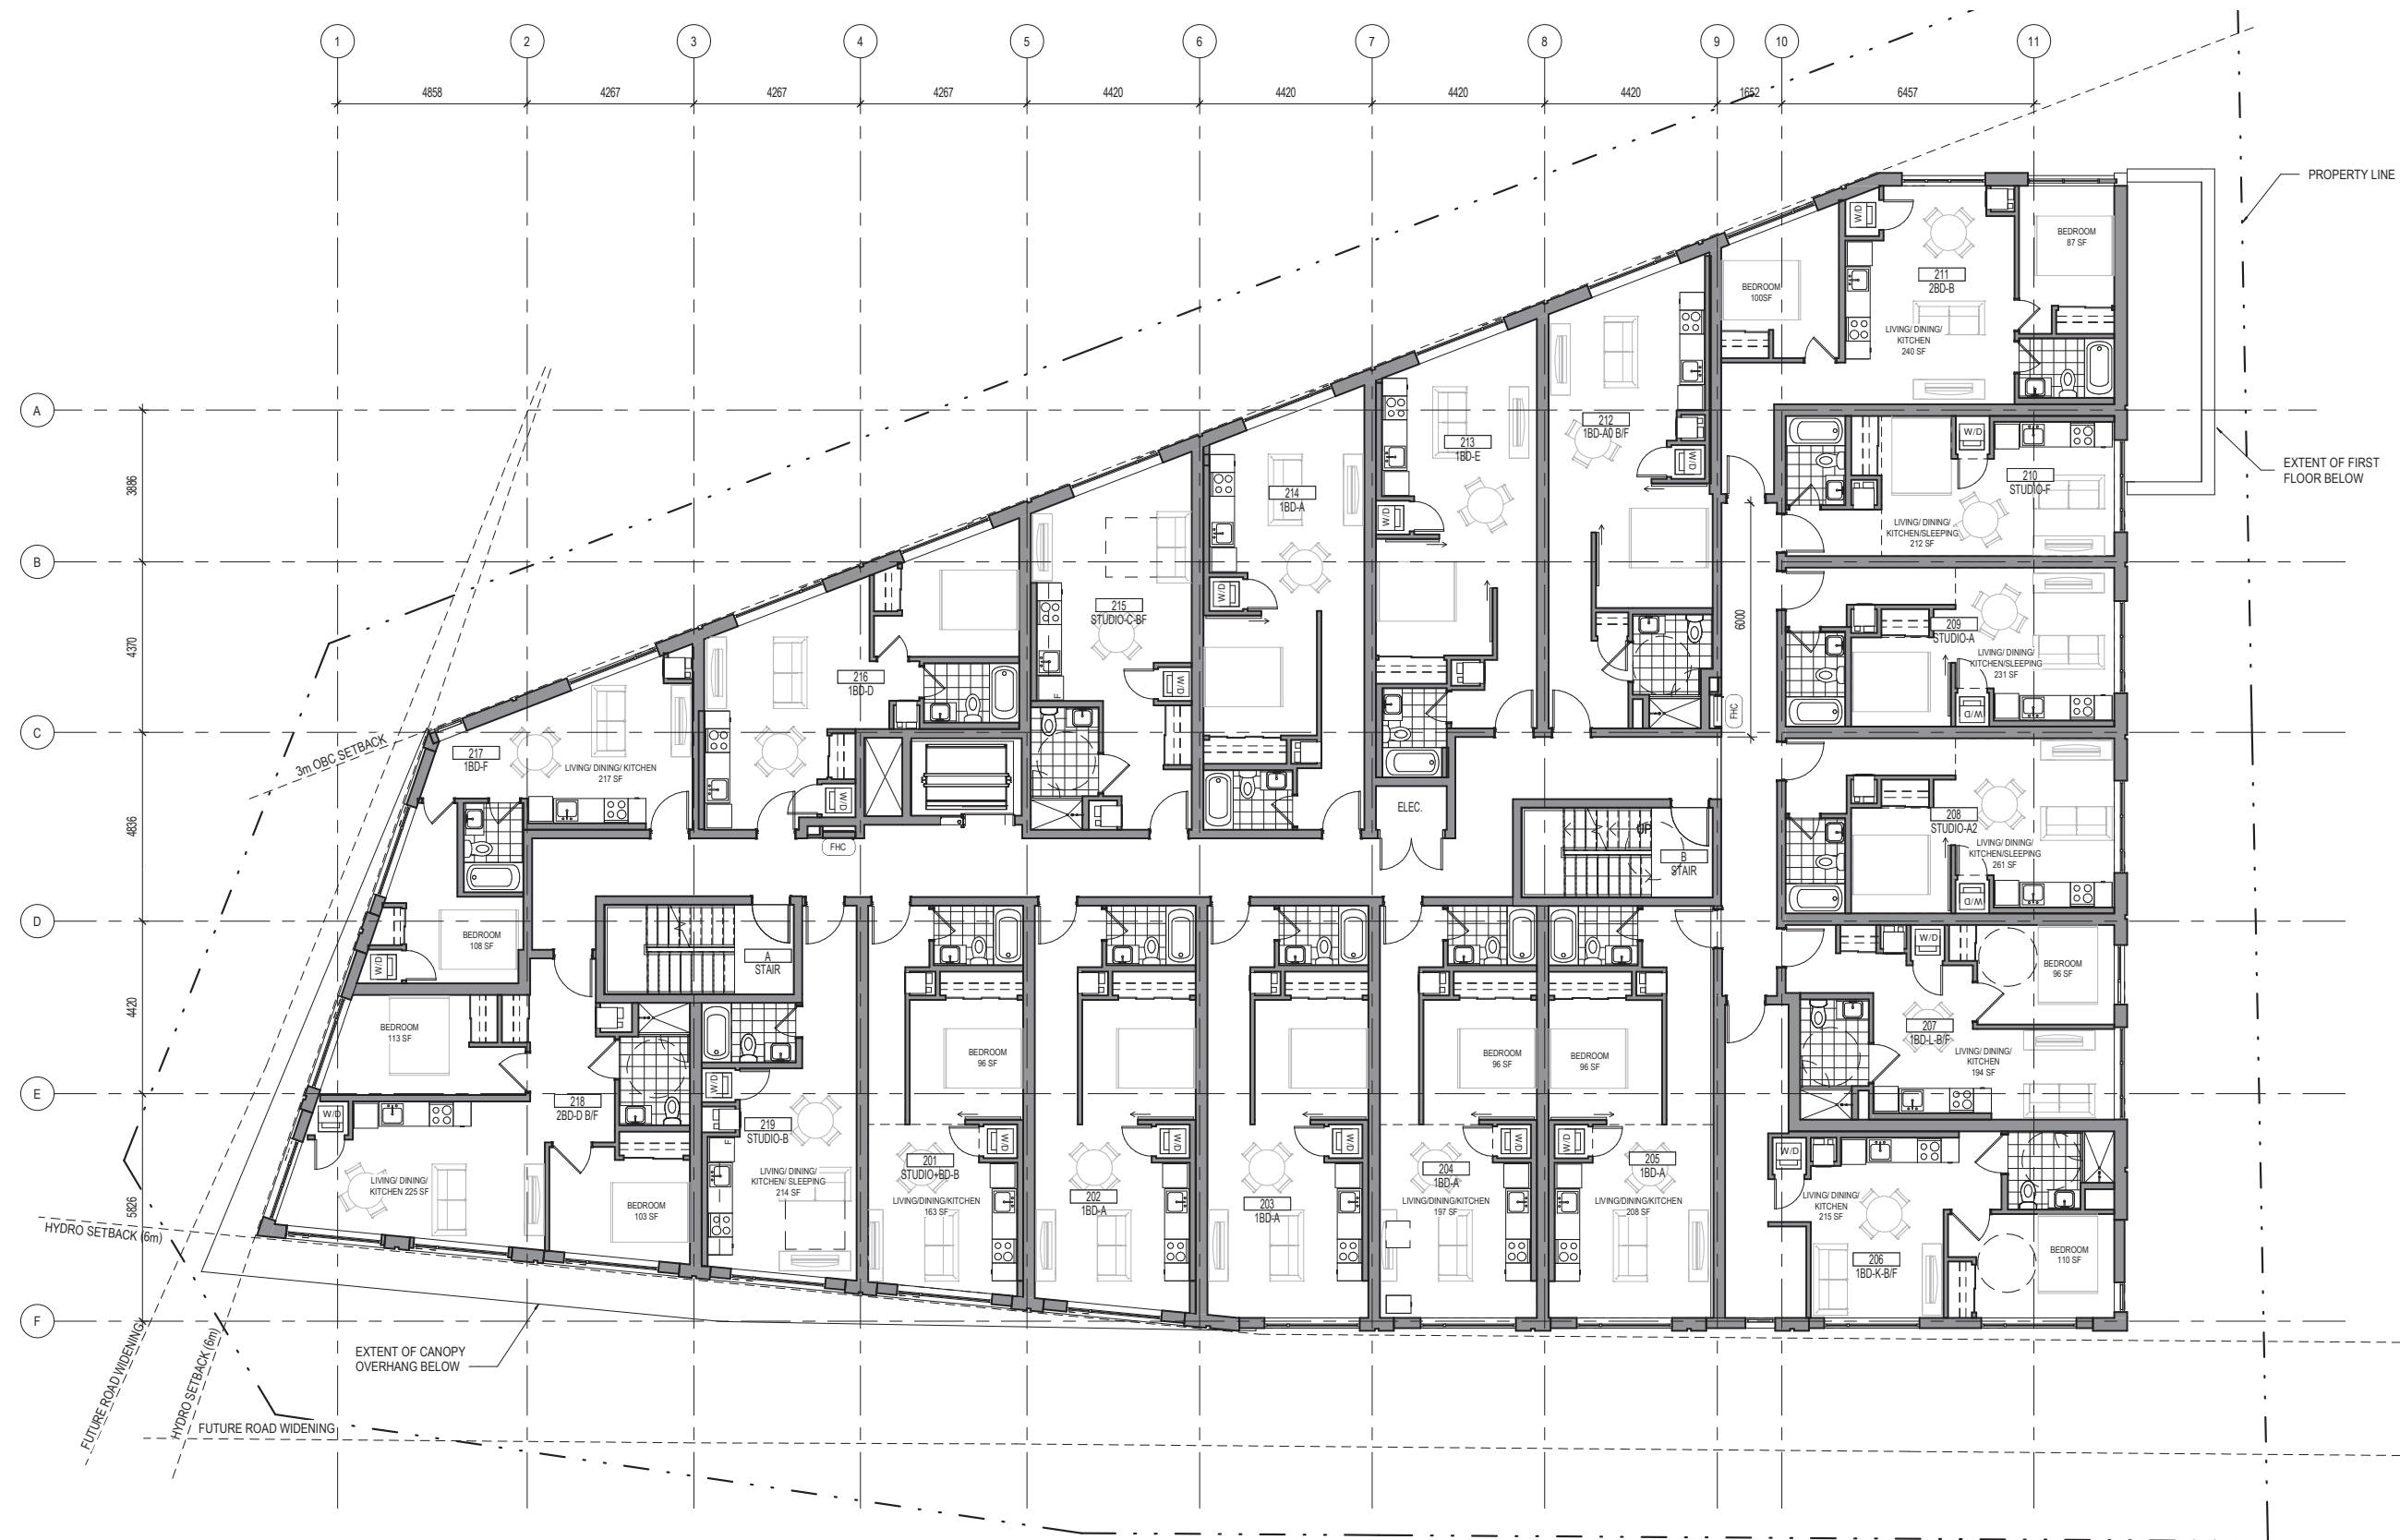 1
2
3
4
5
6
7
8
9
10
11
4858
4267
4267
4267
4420
4420
4420
4420
1652
6457
PROPERTY LINE
EXTENT OF FIRST
FLOOR BELOW
A
B
C
D
E
F
3886
4370
4836
4420
5826
6000
3m OBC SETBACK
HYDRO SETBACK (6m)
FUTURE ROAD WIDENING
HYDRO SETBACK (6m)
FUTURE ROAD WIDENING
EXTENT OF CANOPY
OVERHANG BELOW
BEDROOM
100SF
W/D
211
2BD-B
LIVING/ DINING/
KITCHEN
240 SF
BEDROOM
87 SF
212
1BD-A0 B/F
W/D
FHC
213
1BD-E
W/D
214
1BD-A
W/D
215
STUDIO-C-BF
W/D
F
216
1BD-D
W/D
FHC
217
1BD-F
LIVING/ DINING/ KITCHEN
217 SF
BEDROOM
108 SF
W/D
ELEC.
UP
B
STAIR
A
STAIR
W/D
210
STUDIO-F
LIVING/ DINING/
KITCHEN/SLEEPING
212 SF
209
STUDIO-A
LIVING/ DINING/
KITCHEN/SLEEPING
231 SF
W/D
208
STUDIO-A2
LIVING/ DINING/
KITCHEN/SLEEPING
261 SF
W/D
W/D
BEDROOM
96 SF
207
1BD-L-B/F
LIVING/ DINING/
KITCHEN
194 SF
W/D
LIVING/ DINING/
KITCHEN
215 SF
206
1BD-K-B/F
BEDROOM
110 SF
BEDROOM
113 SF
W/D
218
2BD-D B/F
LIVING/ DINING/
KITCHEN 225 SF
BEDROOM
103 SF
W/D
219
STUDIO-B
F
LIVING/ DINING/
KITCHEN/ SLEEPING
214 SF
BEDROOM
96 SF
W/D
201
STUDIO+BD-B
LIVING/DINING/KITCHEN
163 SF
W/D
202
1BD-A
W/D
203
1BD-A
BEDROOM
96 SF
W/D
204
1BD-A
LIVING/DINING/KITCHEN
197 SF
BEDROOM
96 SF
W/D
205
1BD-A
LIVING/DINING/KITCHEN
208 SF